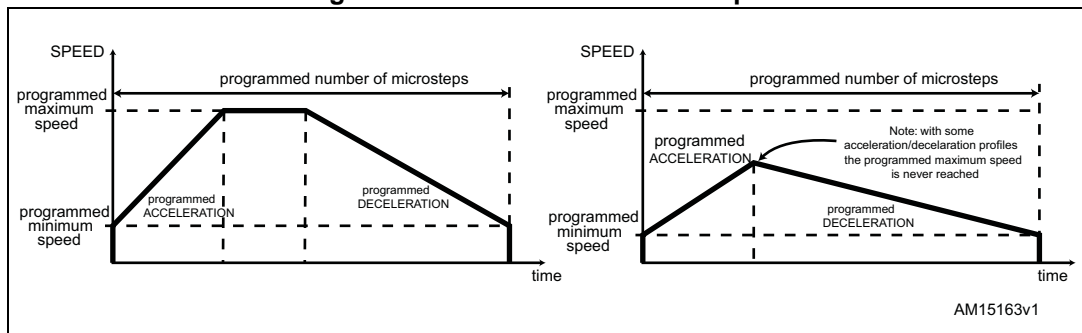 SPEED
programmed number of microsteps
programmed
maximum
speed
programmed
ACCELERATION
programmed
DECELERATION
programmed
minimum
speed
time
SPEED
programmed number of microsteps
programmed
maximum
speed
programmed
ACCELERATION
Note: with some
acceleration/decelaration profiles
the programmed maximum speed
is never reached
programmed
DECELERATION
programmed
minimum
speed
time
AM15163v1